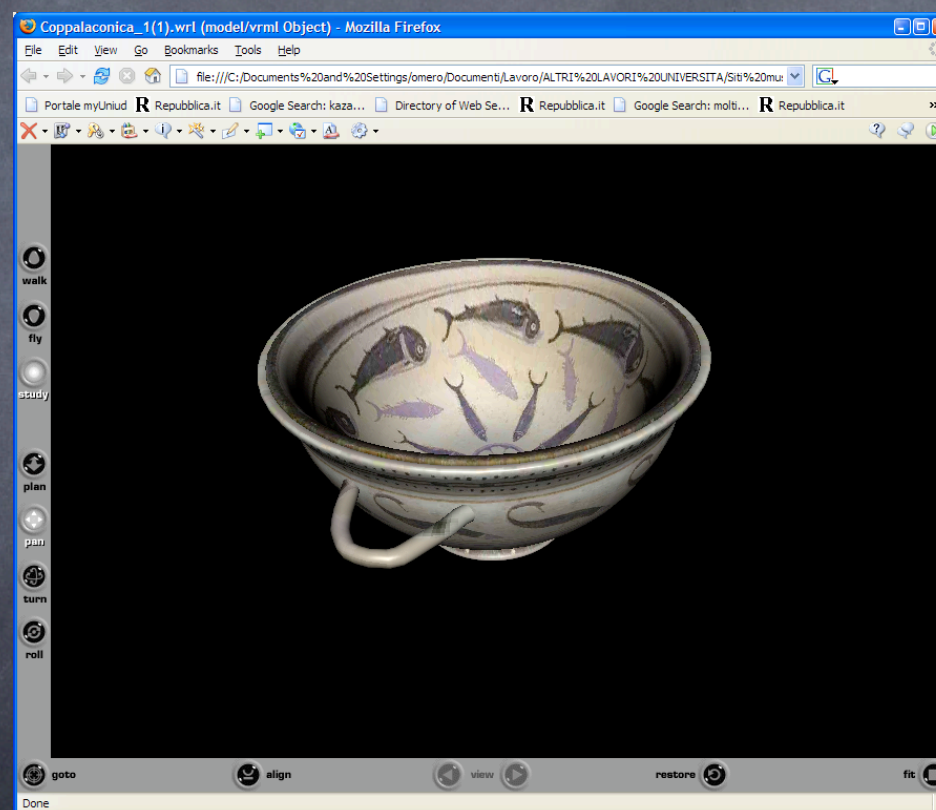 Coppalaconica_1(1).wrl (model/vrml Object) - Mozilla Firefox
File Edit View Go Bookmarks Tools Help
file:///C:/Documents%20and%20Settings/omero/Documenti/Lavoro/ALTRI%20LAVORI%20UNIVERSITA/Siti%20mu
G
Portale myUniud R Repubblica.it Google Search: kaza... Directory of Web Se... R Repubblica.it Google Search: molti... R Repubblica.it »
walk
fly
study
plan
pan
turn
roll
goto align view restore fit
Done